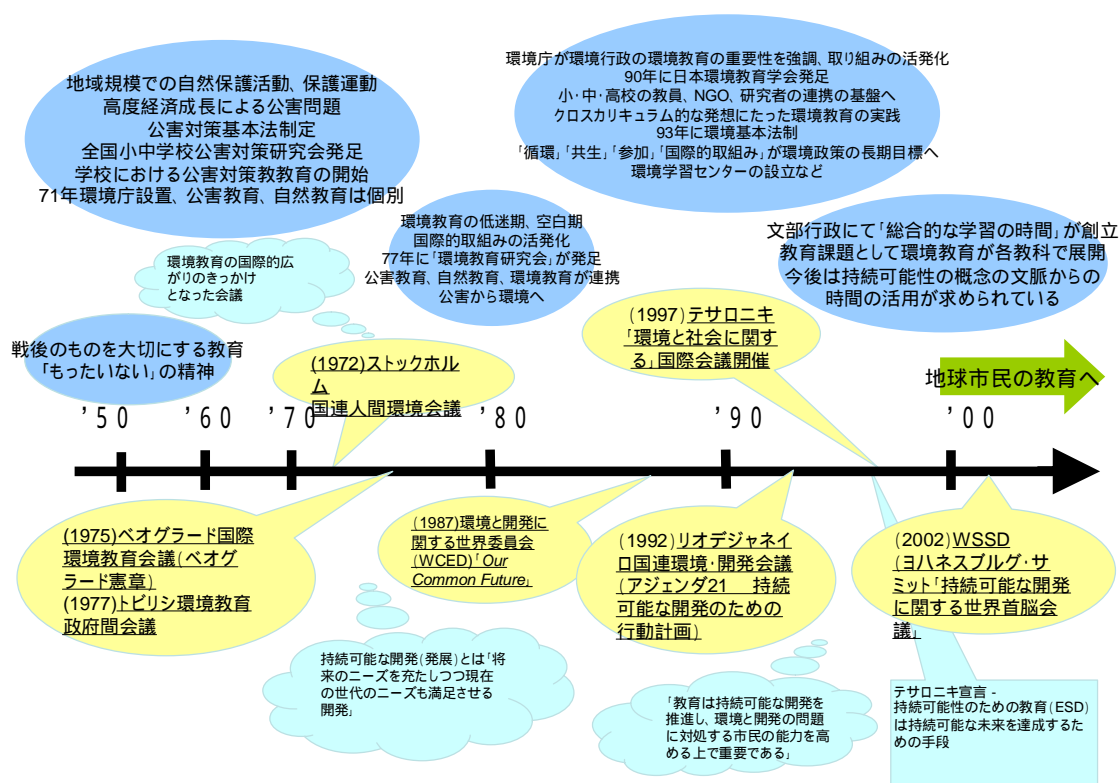 環境庁が環境行政の環境教育の重要性を強調、取り組みの活発化
90年に日本環境教育学会発足
小・中・高校の教員、NGO、研究者の連携の基盤へ
クロスカリキュラム的な発想にたった環境教育の実践
93年に環境基本法制
「循環」「共生」「参加」「国際的取組み」が環境政策の長期目標へ
環境学習センターの設立など
地域規模での自然保護活動、保護運動
高度経済成長による公害問題
公害対策基本法制定
全国小中学校公害対策研究会発足
学校における公害対策教教育の開始
71年環境庁設置、公害教育、自然教育は個別
環境教育の低迷期、空白期
国際的取組みの活発化
77年に「環境教育研究会」が発足
公害教育、自然教育、環境教育が連携
公害から環境へ
文部行政にて「総合的な学習の時間」が創立
教育課題として環境教育が各教科で展開
今後は持続可能性の概念の文脈からの
時間の活用が求められている
環境教育の国際的広
がりのきっかけ
となった会議
戦後のものを大切にする教育
「もったいない」の精神
(1972)ストックホル
ム
国連人間環境会議
(1997)テサロニキ
「環境と社会に関す
る」国際会議開催
地球市民の教育へ
'50
'60
'70
'80
'90
'00
(1975)ベオグラード国際
環境教育会議(ベオグ
ラード憲章)
(1977)トビリシ環境教育
政府間会議
(1987)環境と開発に
関する世界委員会
(WCED)「Our
Common Future」
(1992)リオデジャネイ
ロ国連環境・開発会議
(アジェンダ21 持続
可能な開発のための
行動計画)
(2002)WSSD
(ヨハネスブルグ・サ
ミット「持続可能な開発
に関する世界首脳会
議」
持続可能な開発(発展)とは「将
来のニーズを充たしつつ現在
の世代のニーズも満足させる
開発」
「教育は持続可能な開発を
推進し、環境と開発の問題
に対処する市民の能力を高
める上で重要である」
テサロニキ宣言 -
持続可能性のための教育(ESD)
は持続可能な未来を達成するた
めの手段